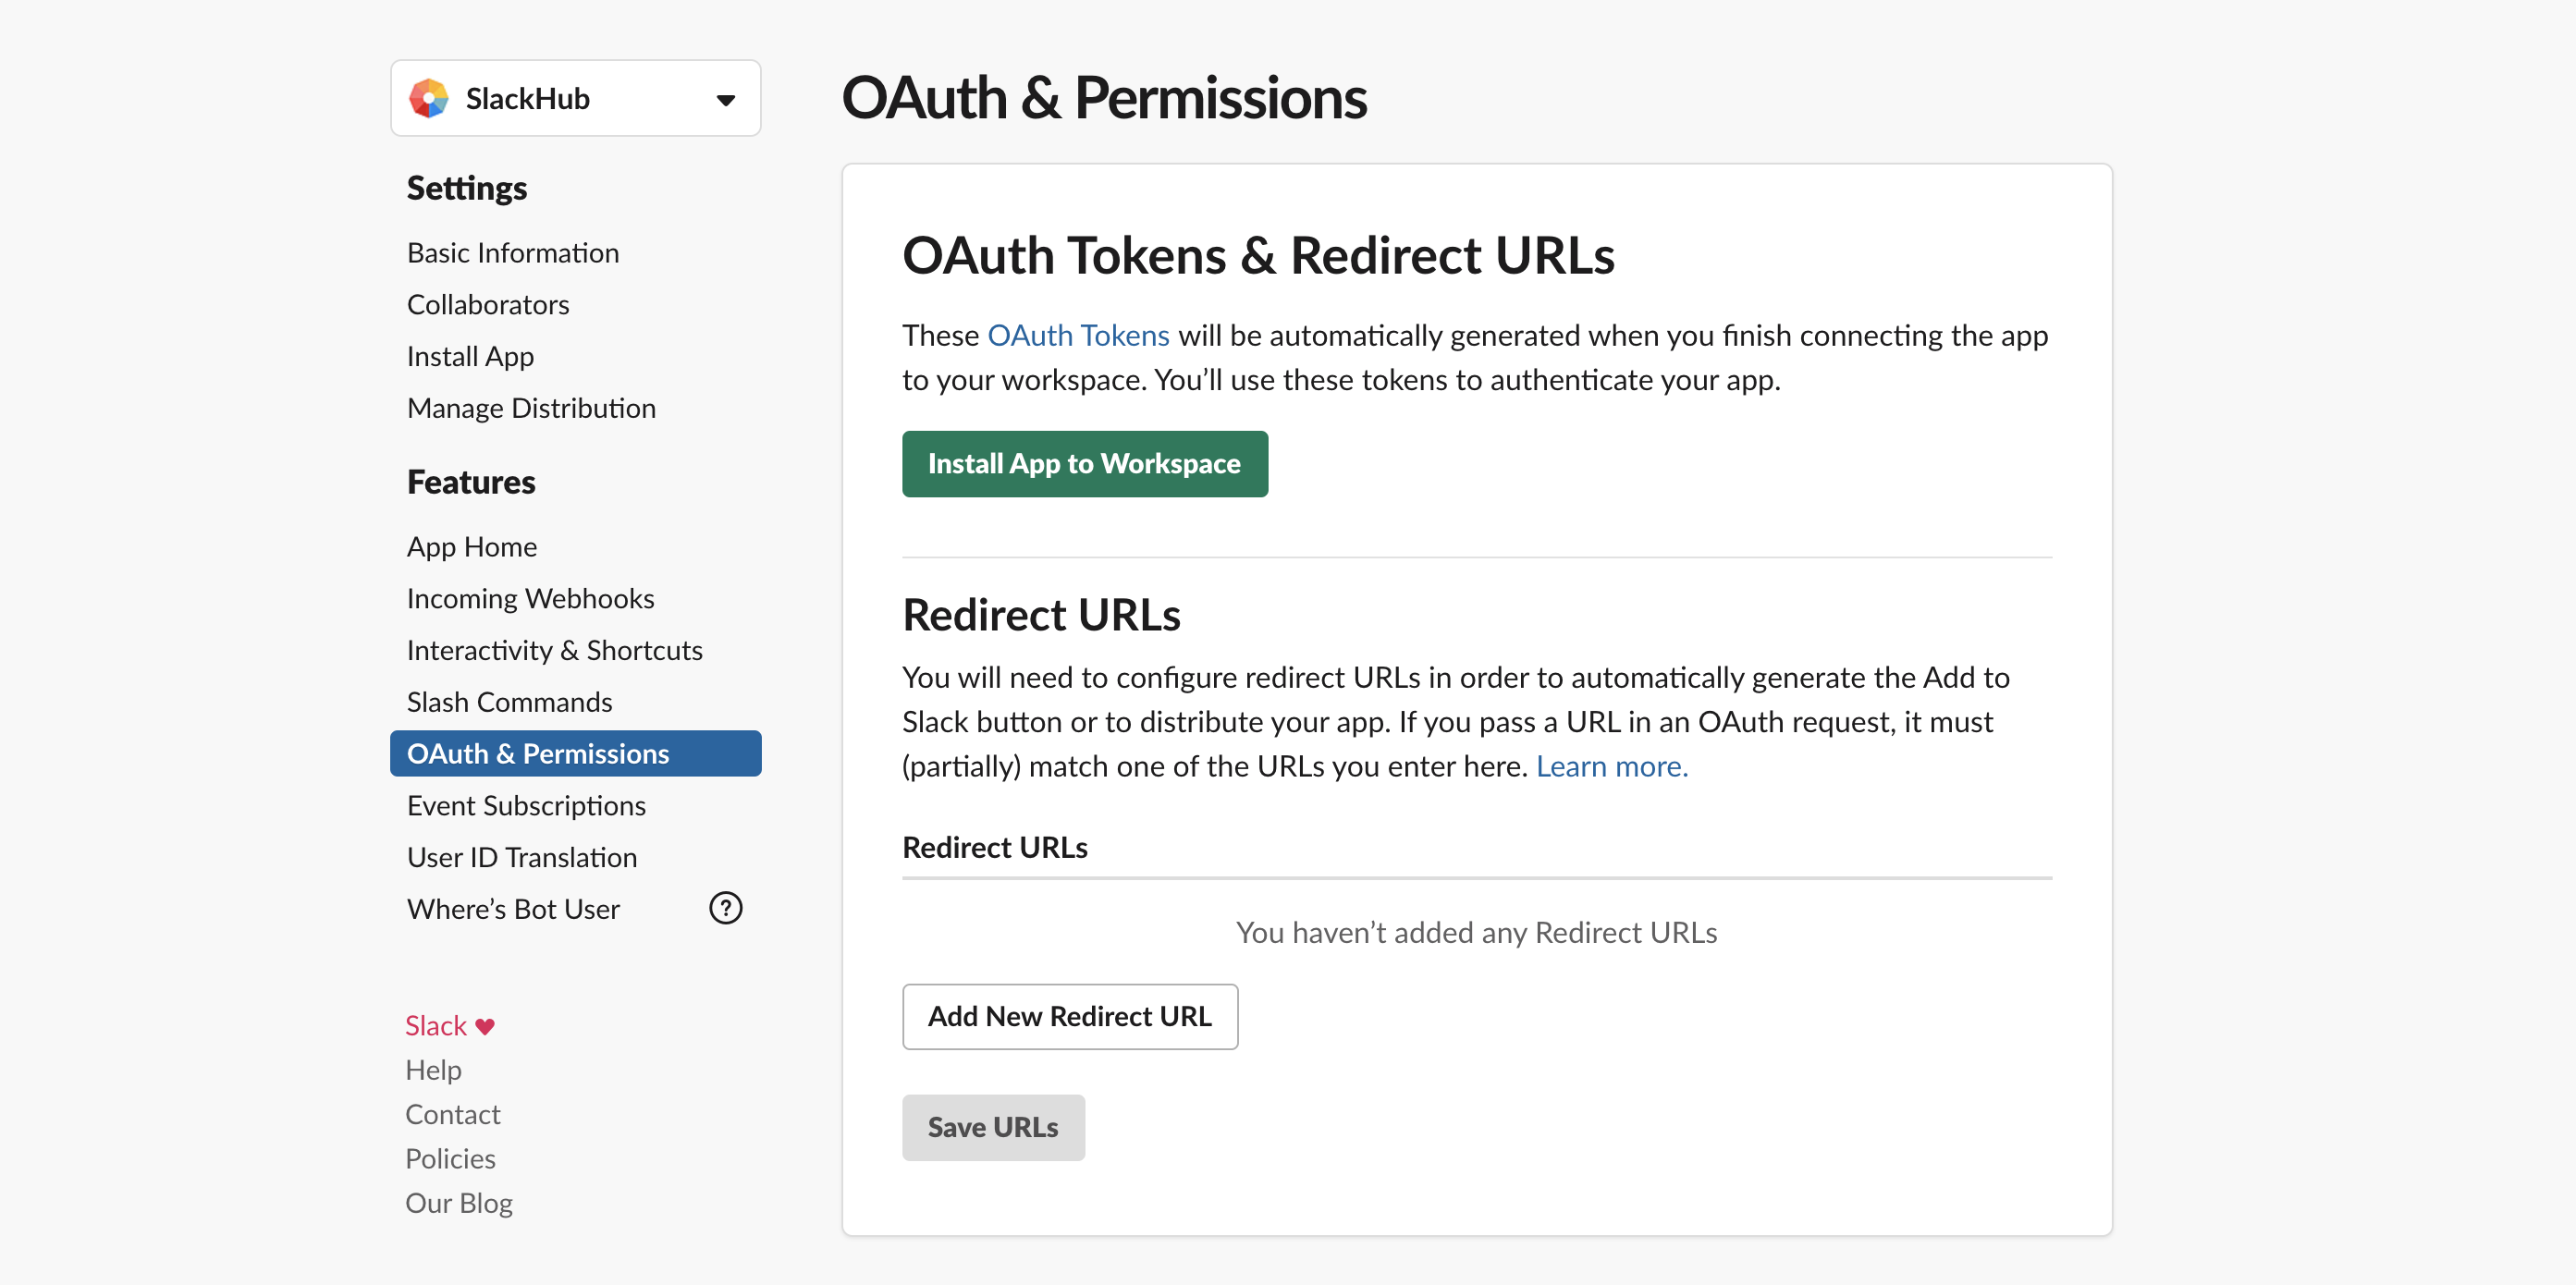 SlackHub
Settings
Basic Information
Collaborators
Install App
Manage Distribution
Features
App Home
Incoming Webhooks
Interactivity & Shortcuts
Slash Commands
OAuth & Permissions
Event Subscriptions
User ID Translation
Where’s Bot User
?
Slack ♥
Help
Contact
Policies
Our Blog
OAuth & Permissions
OAuth Tokens & Redirect URLs
These OAuth Tokens will be automatically generated when you finish connecting the app
to your workspace. You’ll use these tokens to authenticate your app.
Install App to Workspace
Redirect URLs
You will need to configure redirect URLs in order to automatically generate the Add to
Slack button or to distribute your app. If you pass a URL in an OAuth request, it must
(partially) match one of the URLs you enter here. Learn more.
Redirect URLs
You haven’t added any Redirect URLs
Add New Redirect URL
Save URLs